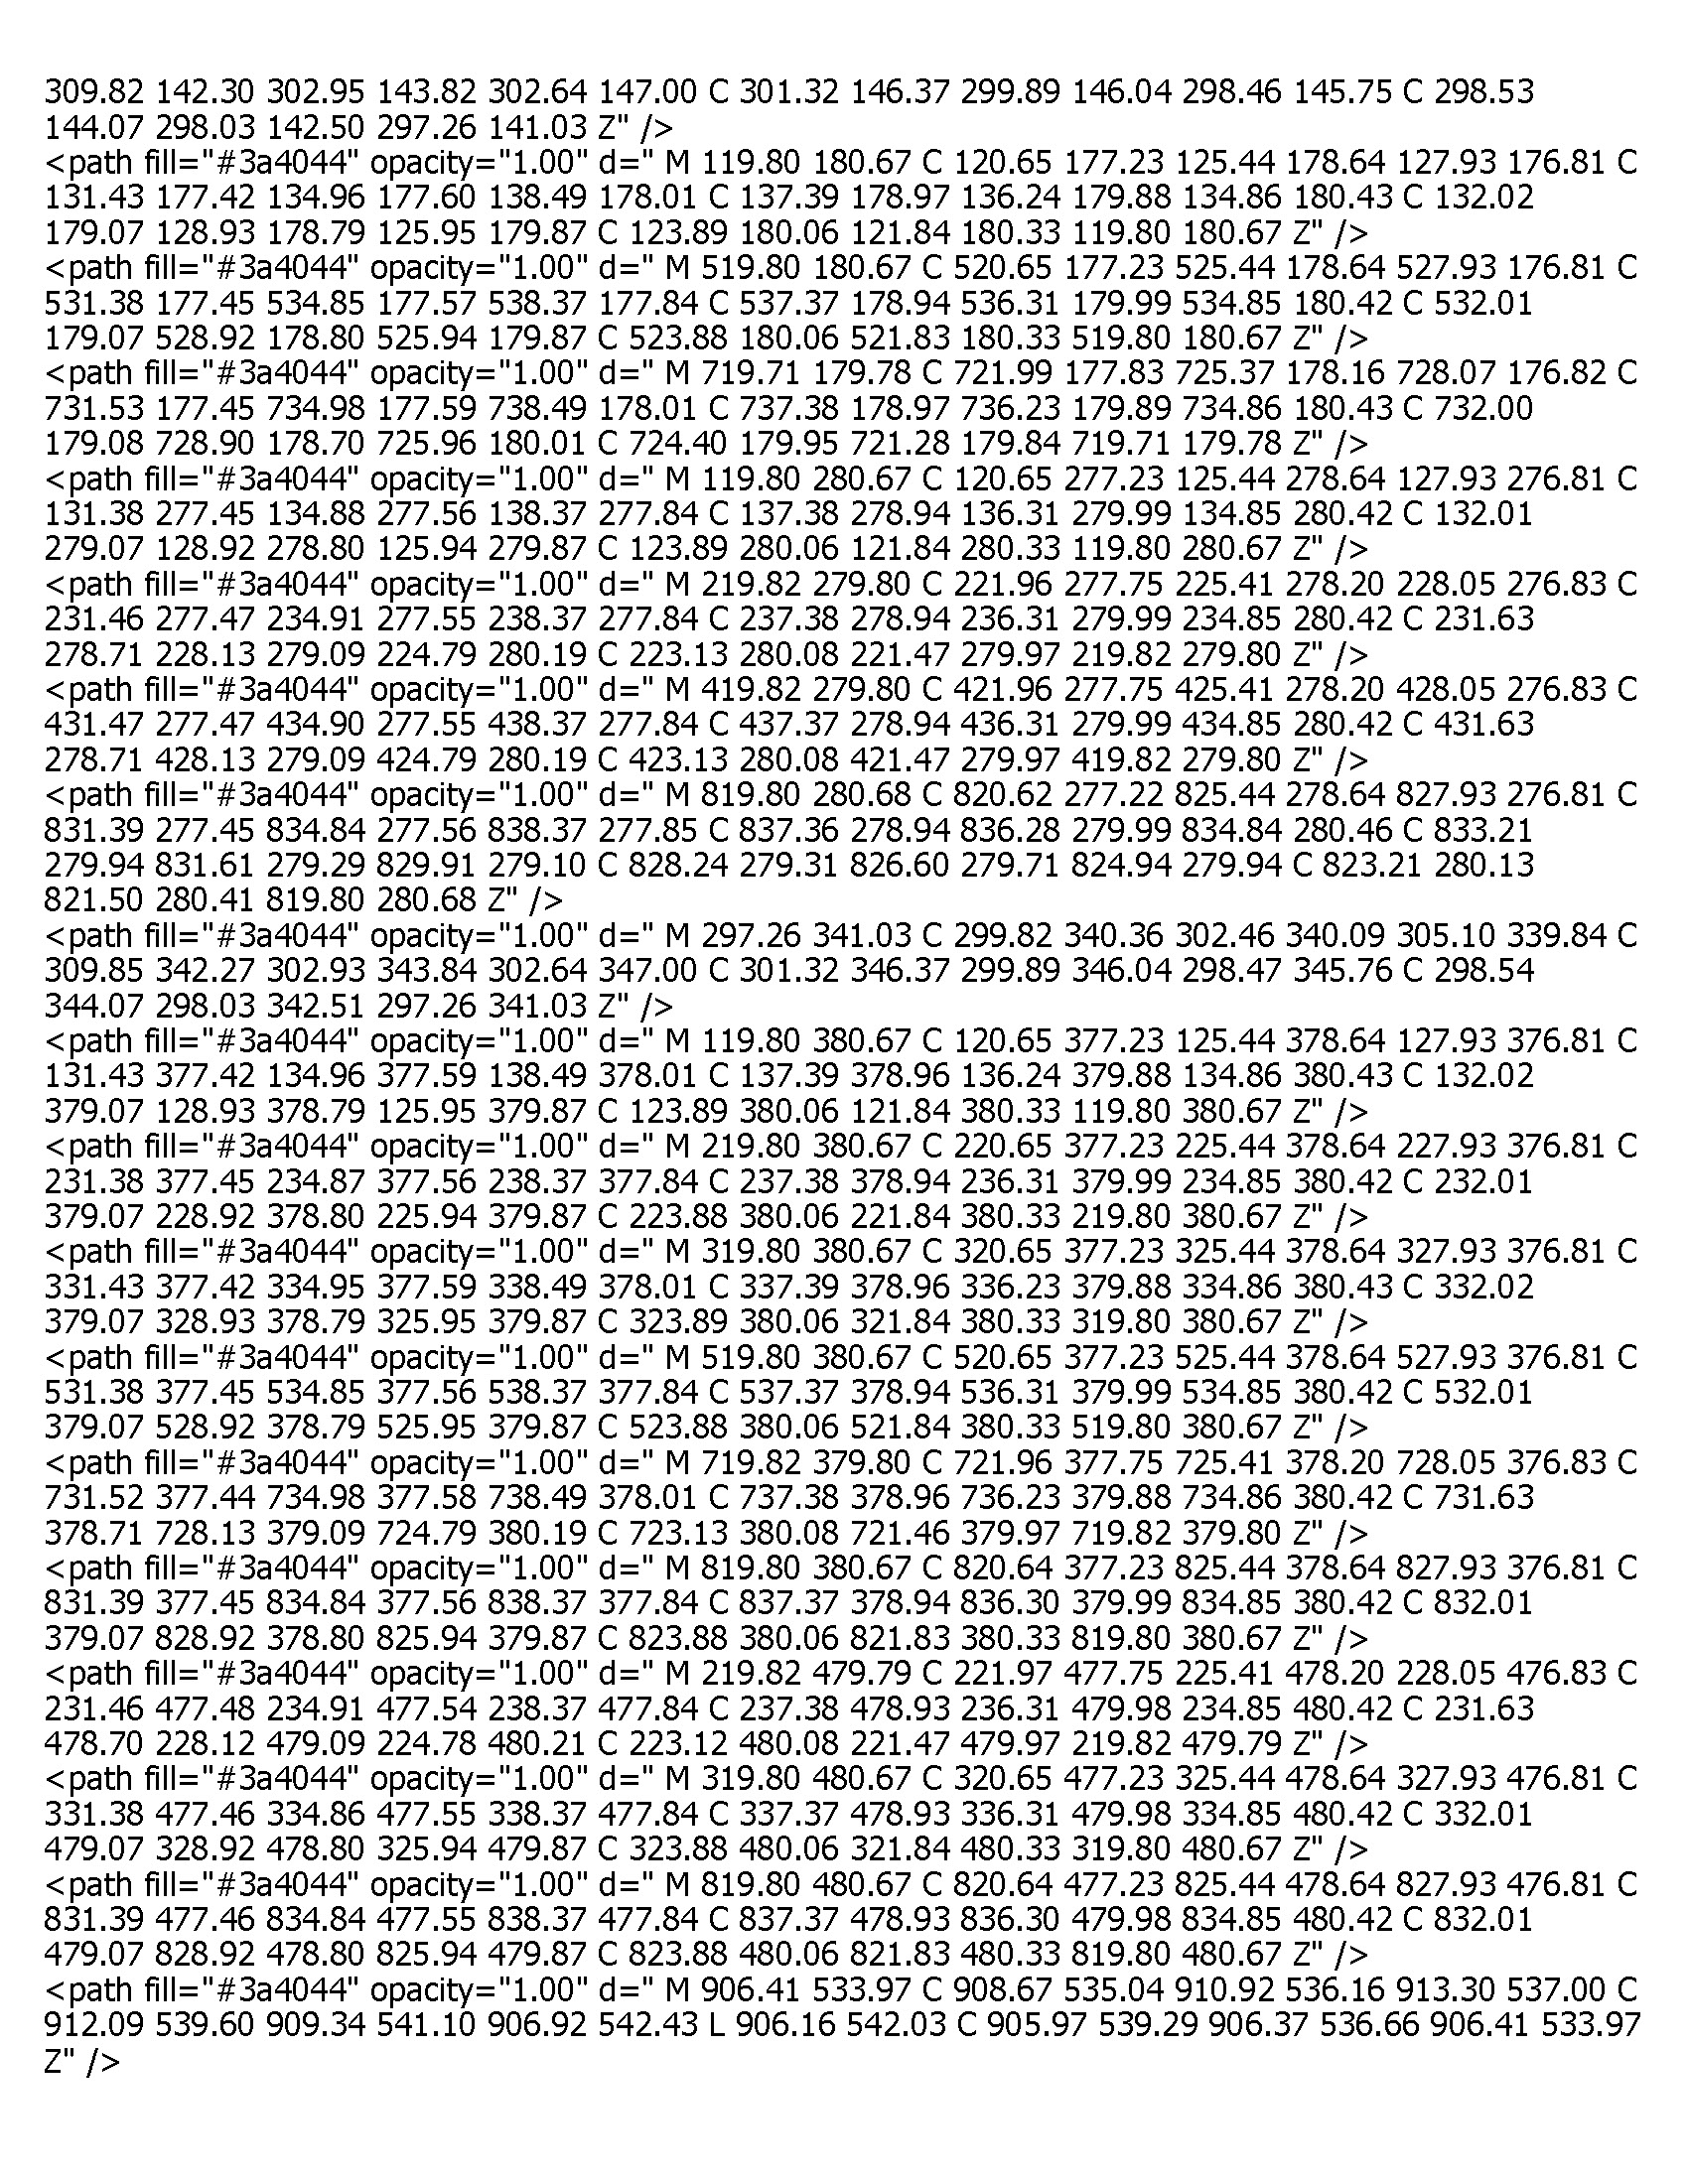 309.82 142.30 302.95 143.82 302.64 147.00 C 301.32 146.37 299.89 146.04 298.46 145.75 C 298.53
144.07 298.03 142.50 297.26 141.03 Z" />
<path fill="#3a4044" opacity="1.00" d=" M 119.80 180.67 C 120.65 177.23 125.44 178.64 127.93 176.81 C
131.43 177.42 134.96 177.60 138.49 178.01 C 137.39 178.97 136.24 179.88 134.86 180.43 C 132.02
179.07 128.93 178.79 125.95 179.87 C 123.89 180.06 121.84 180.33 119.80 180.67 Z" />
<path fill="#3a4044" opacity="1.00" d=" M 519.80 180.67 C 520.65 177.23 525.44 178.64 527.93 176.81 C
531.38 177.45 534.85 177.57 538.37 177.84 C 537.37 178.94 536.31 179.99 534.85 180.42 C 532.01
179.07 528.92 178.80 525.94 179.87 C 523.88 180.06 521.83 180.33 519.80 180.67 Z" />
<path fill="#3a4044" opacity="1.00" d=" M 719.71 179.78 C 721.99 177.83 725.37 178.16 728.07 176.82 C
731.53 177.45 734.98 177.59 738.49 178.01 C 737.38 178.97 736.23 179.89 734.86 180.43 C 732.00
179.08 728.90 178.70 725.96 180.01 C 724.40 179.95 721.28 179.84 719.71 179.78 Z" />
<path fill="#3a4044" opacity="1.00" d=" M 119.80 280.67 C 120.65 277.23 125.44 278.64 127.93 276.81 C
131.38 277.45 134.88 277.56 138.37 277.84 C 137.38 278.94 136.31 279.99 134.85 280.42 C 132.01
279.07 128.92 278.80 125.94 279.87 C 123.89 280.06 121.84 280.33 119.80 280.67 Z" />
<path fill="#3a4044" opacity="1.00" d=" M 219.82 279.80 C 221.96 277.75 225.41 278.20 228.05 276.83 C
231.46 277.47 234.91 277.55 238.37 277.84 C 237.38 278.94 236.31 279.99 234.85 280.42 C 231.63
278.71 228.13 279.09 224.79 280.19 C 223.13 280.08 221.47 279.97 219.82 279.80 Z" />
<path fill="#3a4044" opacity="1.00" d=" M 419.82 279.80 C 421.96 277.75 425.41 278.20 428.05 276.83 C
431.47 277.47 434.90 277.55 438.37 277.84 C 437.37 278.94 436.31 279.99 434.85 280.42 C 431.63
278.71 428.13 279.09 424.79 280.19 C 423.13 280.08 421.47 279.97 419.82 279.80 Z" />
<path fill="#3a4044" opacity="1.00" d=" M 819.80 280.68 C 820.62 277.22 825.44 278.64 827.93 276.81 C
831.39 277.45 834.84 277.56 838.37 277.85 C 837.36 278.94 836.28 279.99 834.84 280.46 C 833.21
279.94 831.61 279.29 829.91 279.10 C 828.24 279.31 826.60 279.71 824.94 279.94 C 823.21 280.13
821.50 280.41 819.80 280.68 Z" />
<path fill="#3a4044" opacity="1.00" d=" M 297.26 341.03 C 299.82 340.36 302.46 340.09 305.10 339.84 C
309.85 342.27 302.93 343.84 302.64 347.00 C 301.32 346.37 299.89 346.04 298.47 345.76 C 298.54
344.07 298.03 342.51 297.26 341.03 Z" />
<path fill="#3a4044" opacity="1.00" d=" M 119.80 380.67 C 120.65 377.23 125.44 378.64 127.93 376.81 C
131.43 377.42 134.96 377.59 138.49 378.01 C 137.39 378.96 136.24 379.88 134.86 380.43 C 132.02
379.07 128.93 378.79 125.95 379.87 C 123.89 380.06 121.84 380.33 119.80 380.67 Z" />
<path fill="#3a4044" opacity="1.00" d=" M 219.80 380.67 C 220.65 377.23 225.44 378.64 227.93 376.81 C
231.38 377.45 234.87 377.56 238.37 377.84 C 237.38 378.94 236.31 379.99 234.85 380.42 C 232.01
379.07 228.92 378.80 225.94 379.87 C 223.88 380.06 221.84 380.33 219.80 380.67 Z" />
<path fill="#3a4044" opacity="1.00" d=" M 319.80 380.67 C 320.65 377.23 325.44 378.64 327.93 376.81 C
331.43 377.42 334.95 377.59 338.49 378.01 C 337.39 378.96 336.23 379.88 334.86 380.43 C 332.02
379.07 328.93 378.79 325.95 379.87 C 323.89 380.06 321.84 380.33 319.80 380.67 Z" />
<path fill="#3a4044" opacity="1.00" d=" M 519.80 380.67 C 520.65 377.23 525.44 378.64 527.93 376.81 C
531.38 377.45 534.85 377.56 538.37 377.84 C 537.37 378.94 536.31 379.99 534.85 380.42 C 532.01
379.07 528.92 378.79 525.95 379.87 C 523.88 380.06 521.84 380.33 519.80 380.67 Z" />
<path fill="#3a4044" opacity="1.00" d=" M 719.82 379.80 C 721.96 377.75 725.41 378.20 728.05 376.83 C
731.52 377.44 734.98 377.58 738.49 378.01 C 737.38 378.96 736.23 379.88 734.86 380.42 C 731.63
378.71 728.13 379.09 724.79 380.19 C 723.13 380.08 721.46 379.97 719.82 379.80 Z" />
<path fill="#3a4044" opacity="1.00" d=" M 819.80 380.67 C 820.64 377.23 825.44 378.64 827.93 376.81 C
831.39 377.45 834.84 377.56 838.37 377.84 C 837.37 378.94 836.30 379.99 834.85 380.42 C 832.01
379.07 828.92 378.80 825.94 379.87 C 823.88 380.06 821.83 380.33 819.80 380.67 Z" />
<path fill="#3a4044" opacity="1.00" d=" M 219.82 479.79 C 221.97 477.75 225.41 478.20 228.05 476.83 C
231.46 477.48 234.91 477.54 238.37 477.84 C 237.38 478.93 236.31 479.98 234.85 480.42 C 231.63
478.70 228.12 479.09 224.78 480.21 C 223.12 480.08 221.47 479.97 219.82 479.79 Z" />
<path fill="#3a4044" opacity="1.00" d=" M 319.80 480.67 C 320.65 477.23 325.44 478.64 327.93 476.81 C
331.38 477.46 334.86 477.55 338.37 477.84 C 337.37 478.93 336.31 479.98 334.85 480.42 C 332.01
479.07 328.92 478.80 325.94 479.87 C 323.88 480.06 321.84 480.33 319.80 480.67 Z" />
<path fill="#3a4044" opacity="1.00" d=" M 819.80 480.67 C 820.64 477.23 825.44 478.64 827.93 476.81 C
831.39 477.46 834.84 477.55 838.37 477.84 C 837.37 478.93 836.30 479.98 834.85 480.42 C 832.01
479.07 828.92 478.80 825.94 479.87 C 823.88 480.06 821.83 480.33 819.80 480.67 Z" />
<path fill="#3a4044" opacity="1.00" d=" M 906.41 533.97 C 908.67 535.04 910.92 536.16 913.30 537.00 C
912.09 539.60 909.34 541.10 906.92 542.43 L 906.16 542.03 C 905.97 539.29 906.37 536.66 906.41 533.97
Z" />